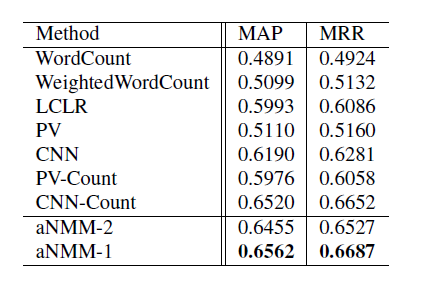 Method MAP MRR
WordCount 0.4891 0.4924
WeightedWordCount 0.5099 0.5132
LCLR 0.5993 0.6086
PV 0.5110 0.5160
CNN 0.6190 0.6281
PV-Count 0.5976 0.6058
CNN-Count 0.6520 0.6652
aNMM-2 0.6455 0.6527
aNMM-1 0.6562 0.6687